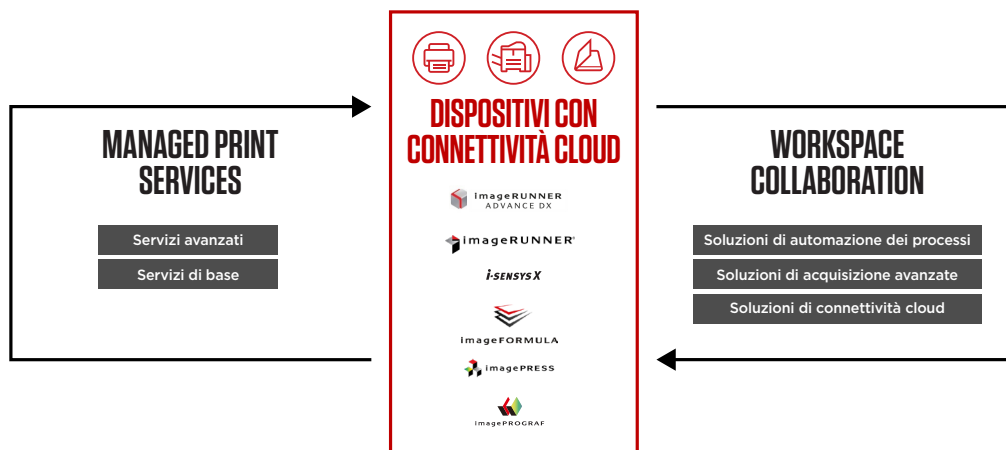 MANAGED PRINT
SERVICES
Servizi avanzati
Servizi di base
DISPOSITIVI CON
CONNETTIVITÀ CLOUD
imageRUNNER
ADVANCE DX
imageRUNNER®
i-SENSYS X
imageFORMULA
imagePRESS
imagePROGRAF
WORKSPACE
COLLABORATION
Soluzioni di automazione dei processi
Soluzioni di acquisizione avanzate
Soluzioni di connettività cloud